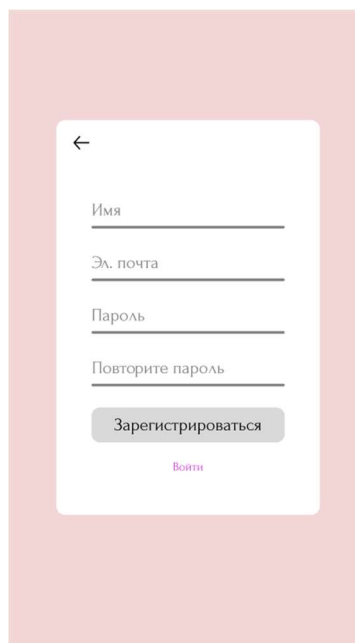 Имя
Эл. почта
Пароль
Повторите пароль
Зарегистрироваться
Войти